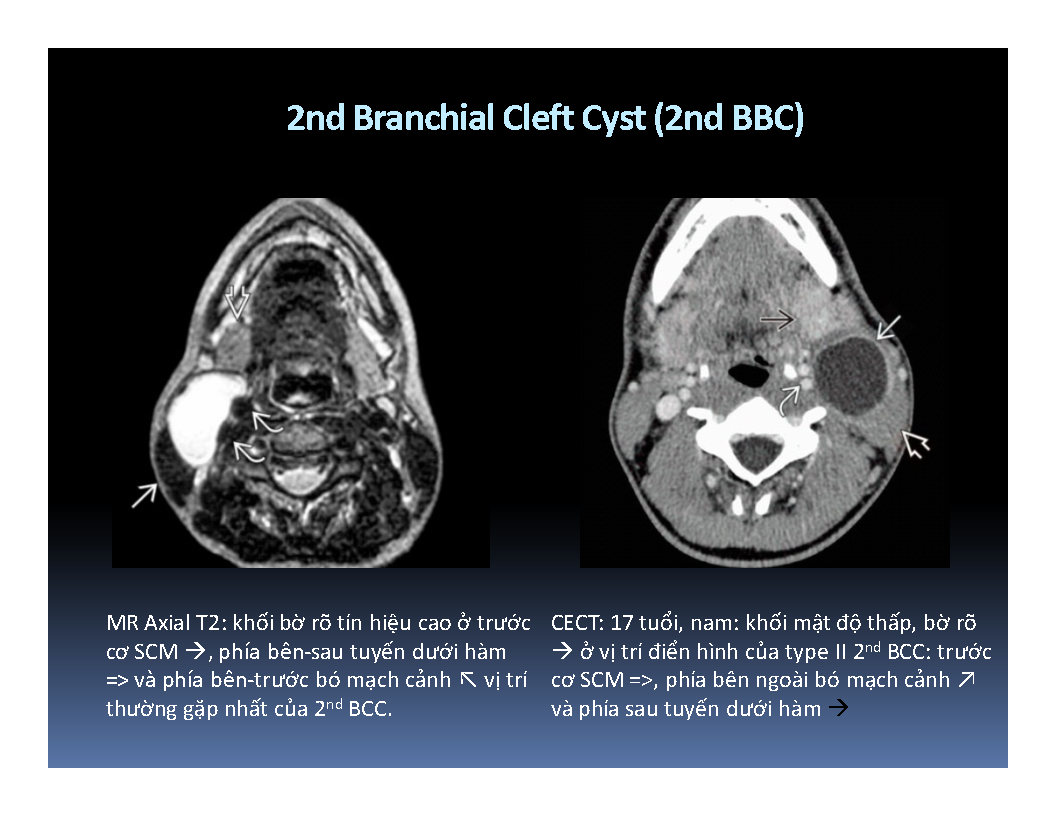 2nd Branchial Cleft Cyst (2nd BBC)
MR Axial T2: khối bờ rõ tín hiệu cao ở trước
cơ SCM →, phía bên-sau tuyến dưới hàm
=> và phía bên-trước bó mạch cảnh ↖ vị trí
thường gặp nhất của 2nd BCC.
CECT: 17 tuổi, nam: khối mật độ thấp, bờ rõ
→ ở vị trí điển hình của type II 2nd BCC: trước
cơ SCM =>, phía bên ngoài bó mạch cảnh ↗
và phía sau tuyến dưới hàm →